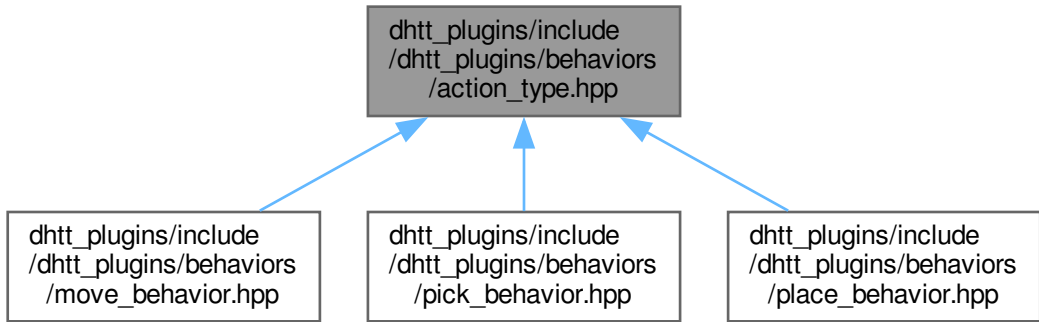 dhtt_plugins/include
/dhtt_plugins/behaviors
/action_type.hpp
dhtt_plugins/include
/dhtt_plugins/behaviors
/move_behavior.hpp
dhtt_plugins/include
/dhtt_plugins/behaviors
/pick_behavior.hpp
dhtt_plugins/include
/dhtt_plugins/behaviors
/place_behavior.hpp